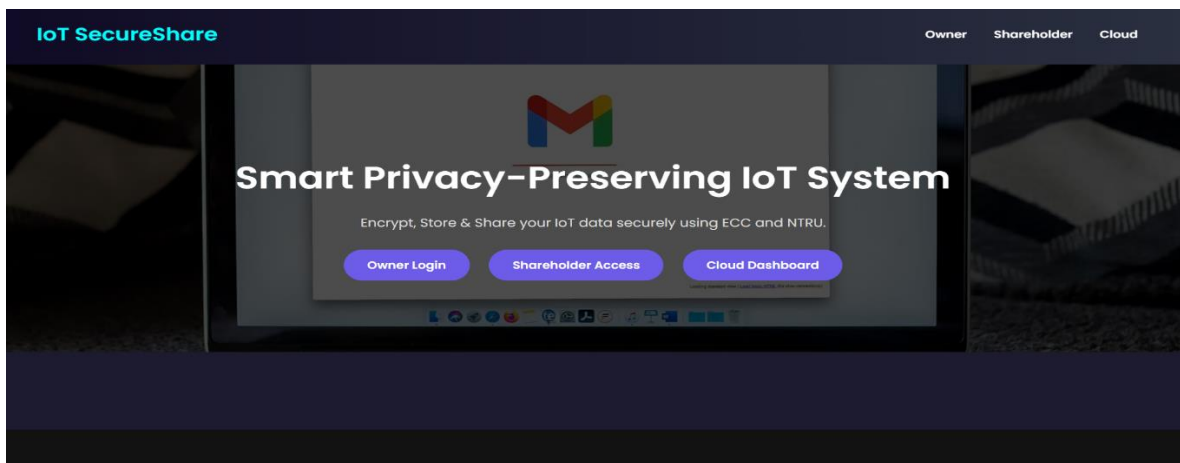 IoT SecureShare
Owner Shareholder Cloud
Smart Privacy-Preserving IoT System
Encrypt, Store & Share your IoT data securely using ECC and NTRU.
Owner Login Shareholder Access Cloud Dashboard